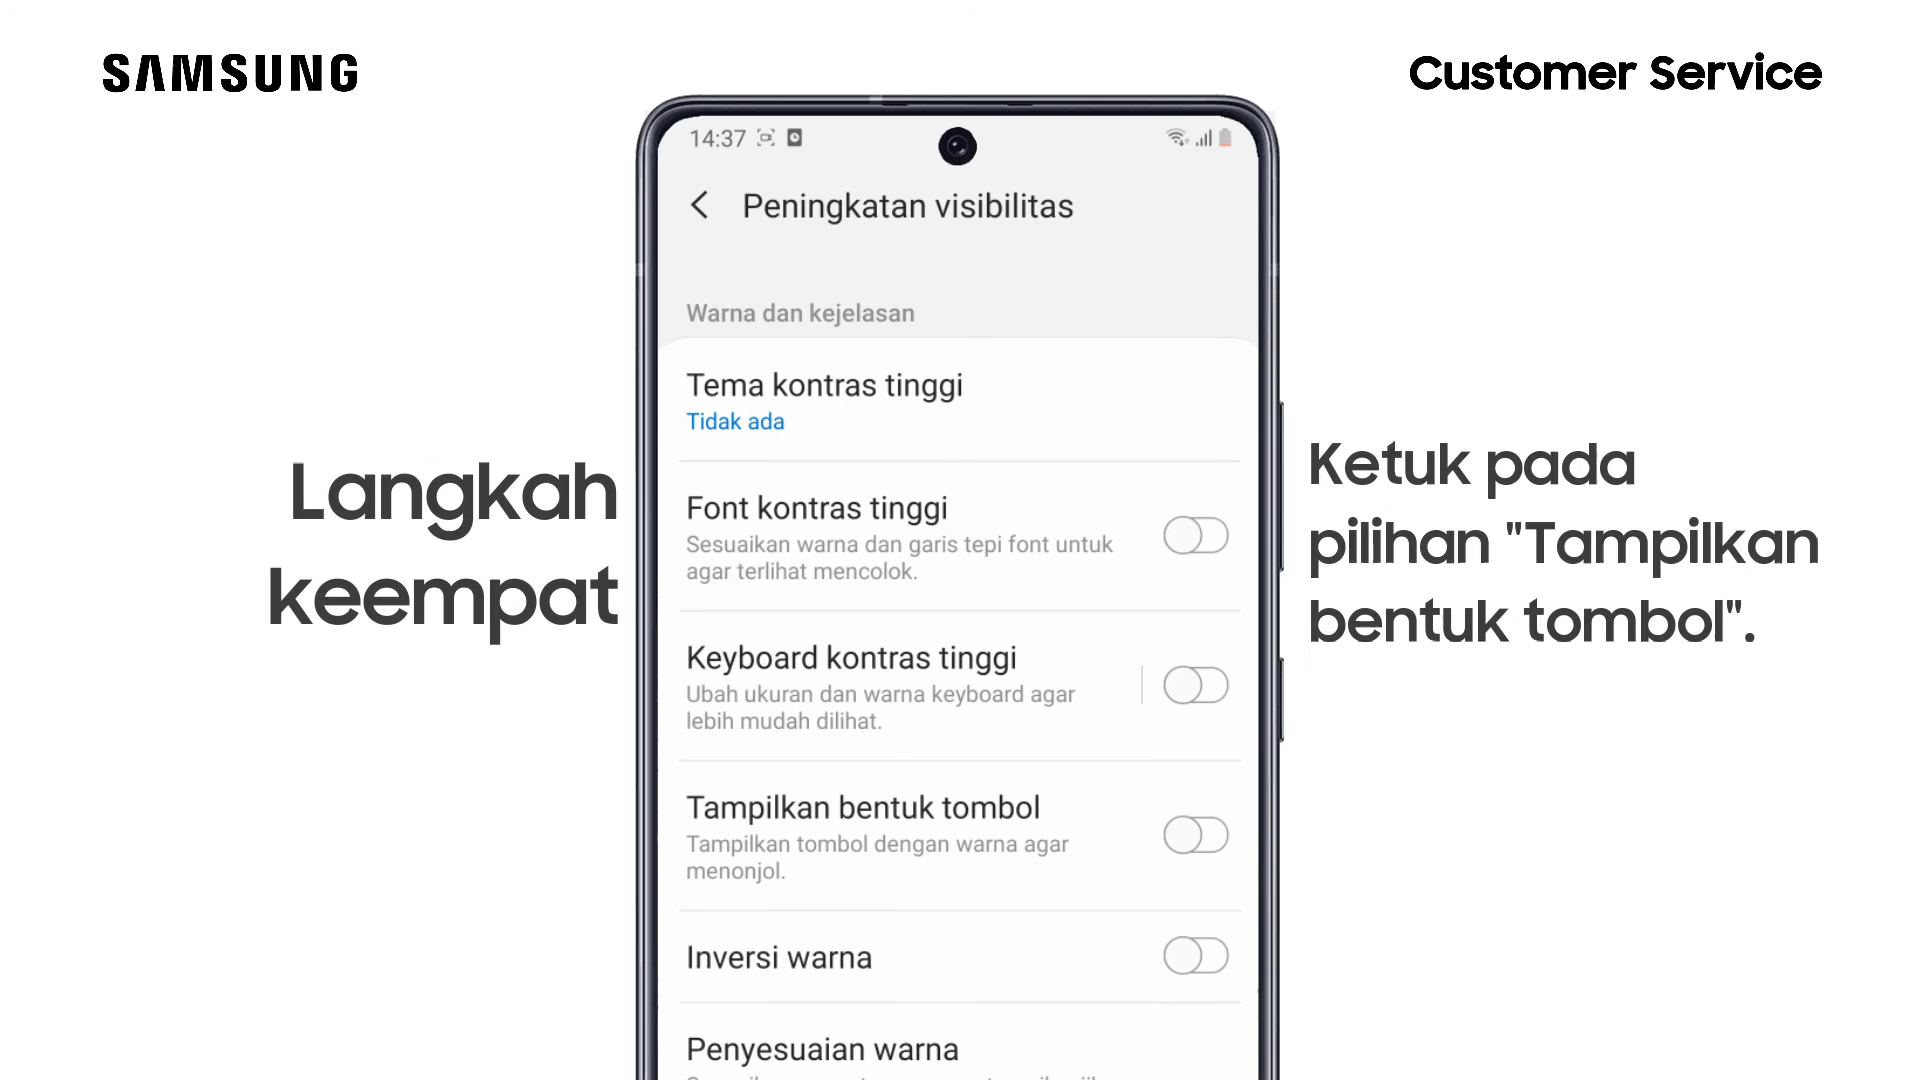 SAMSUNG
Customer Service
14:37
Peningkatan visibilitas
Warna dan kejelasan
Tema kontras tinggi
Tidak ada
Font kontras tinggi
Sesuaikan warna dan garis tepi font untuk
agar terlihat mencolok.
Keyboard kontras tinggi
Ubah ukuran dan warna keyboard agar
lebih mudah dilihat.
Tampilkan bentuk tombol
Tampilkan tombol dengan warna agar
menonjol.
Inversi warna
Penyesuaian warna
Langkah
keempat
Ketuk pada
pilihan "Tampilkan
bentuk tombol".